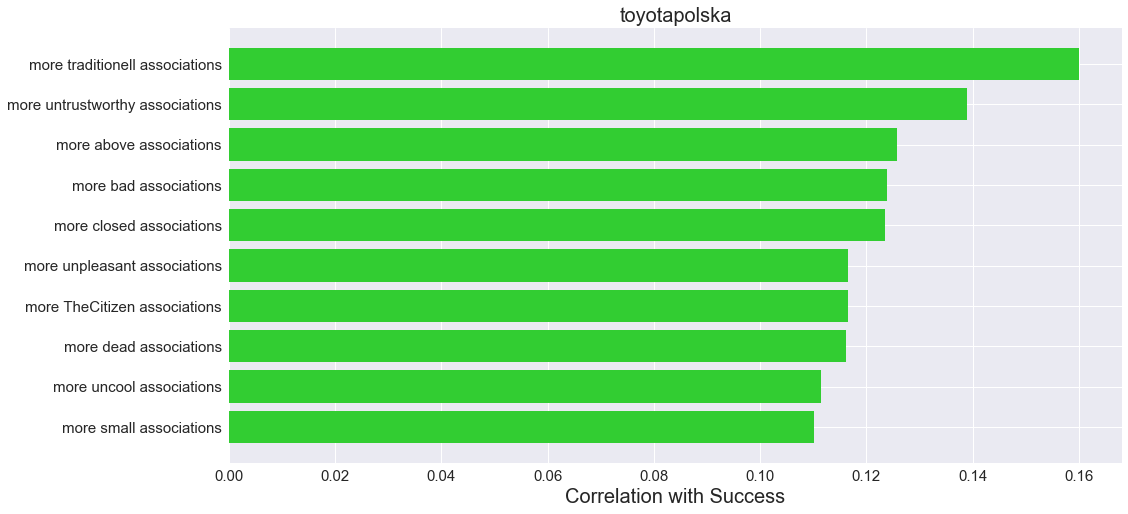 toyotapolska
more traditionell associations
more untrustworthy associations
more above associations
more bad associations
more closed associations
more unpleasant associations
more TheCitizen associations
more dead associations
more uncool associations
more small associations
0.00 0.02 0.04 0.06 0.08 0.10 0.12 0.14 0.16
Correlation with Success